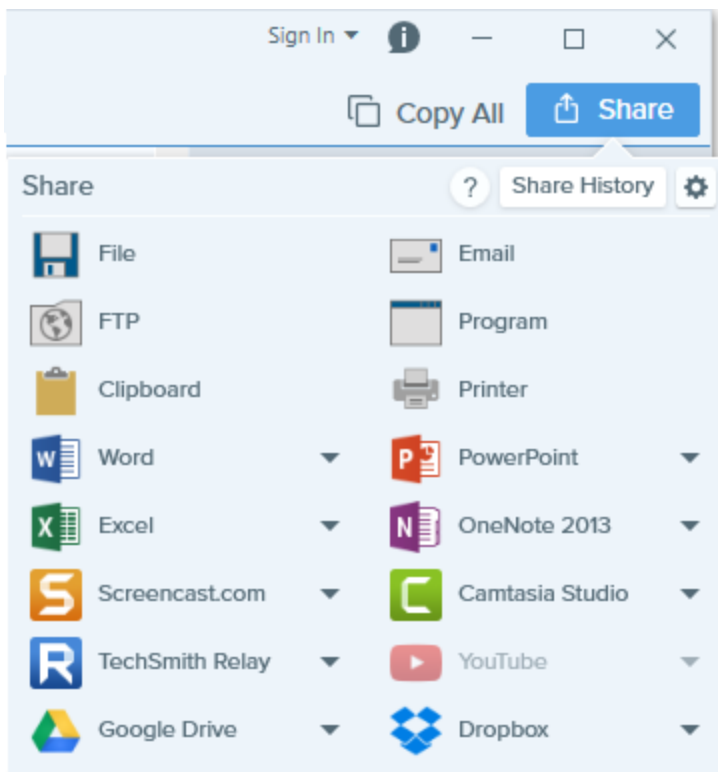 Sign In
Copy All Share
Share ? Share History
File Email
FTP Program
Clipboard Printer
Word PowerPoint
Excel OneNote 2013
Screencast.com Camtasia Studio
TechSmith Relay YouTube
Google Drive Dropbox